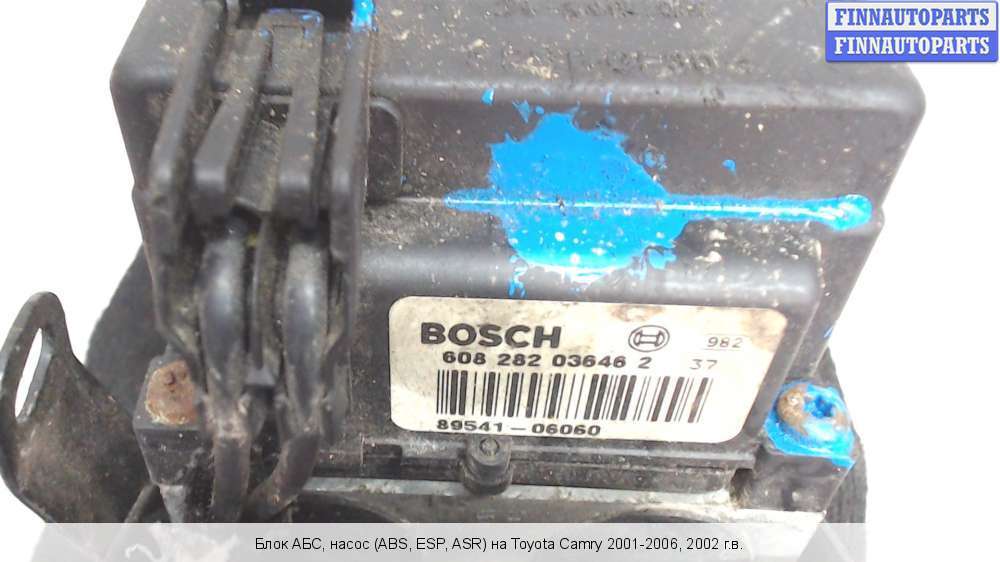 FINNAUTOPARTS
FINNAUTOPARTS
BOSCH 982
608 282 03646 2 37
89541-06060
Блок АБС, насос (ABS, ESP, ASR) на Toyota Camry 2001-2006, 2002 г.в.